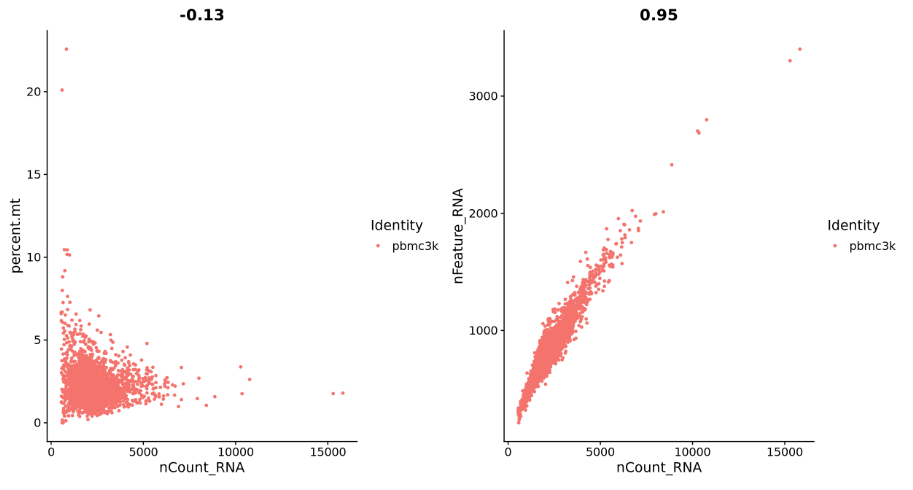 -0.13
percent.mt
20
15
10
5
0
0 5000 10000 15000
nCount_RNA
Identity
pbmc3k
0.95
nFeature_RNA
3000
2000
1000
0 5000 10000 15000
nCount_RNA
Identity
pbmc3k